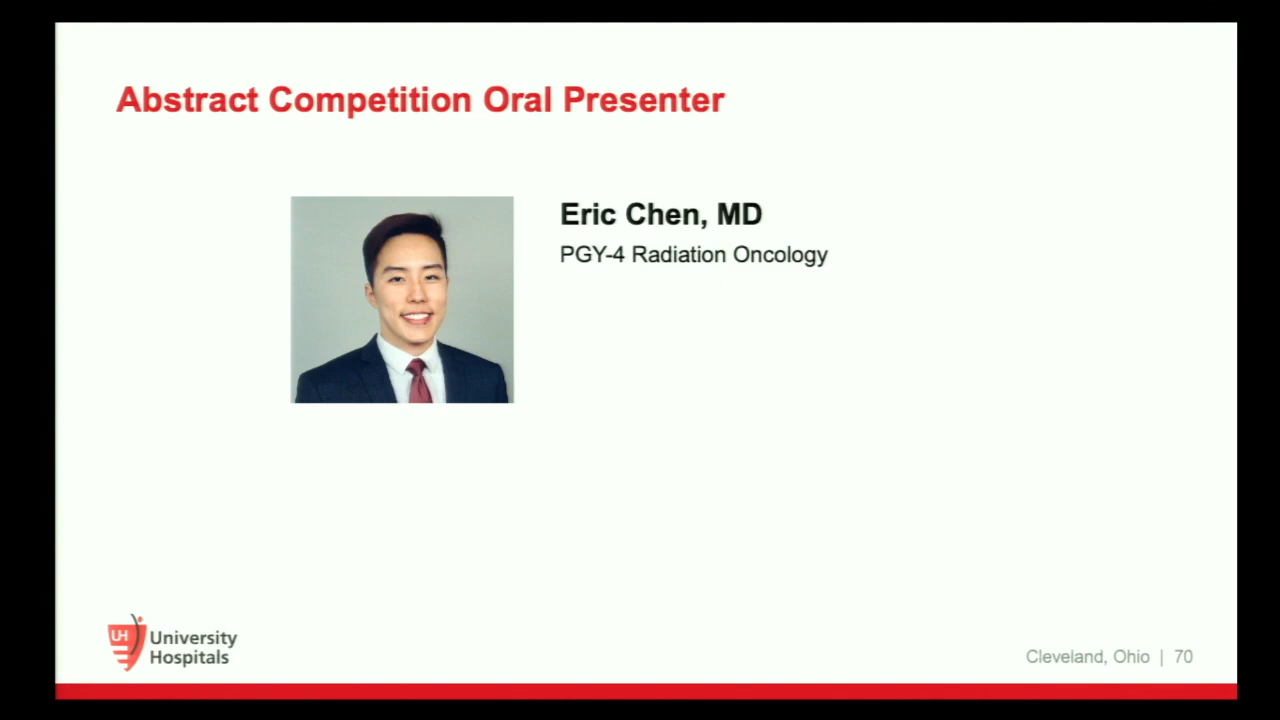 Abstract Competition Oral Presenter
Eric Chen, MD
PGY-4 Radiation Oncology
UH
University
Hospitals
Cleveland, Ohio | 70